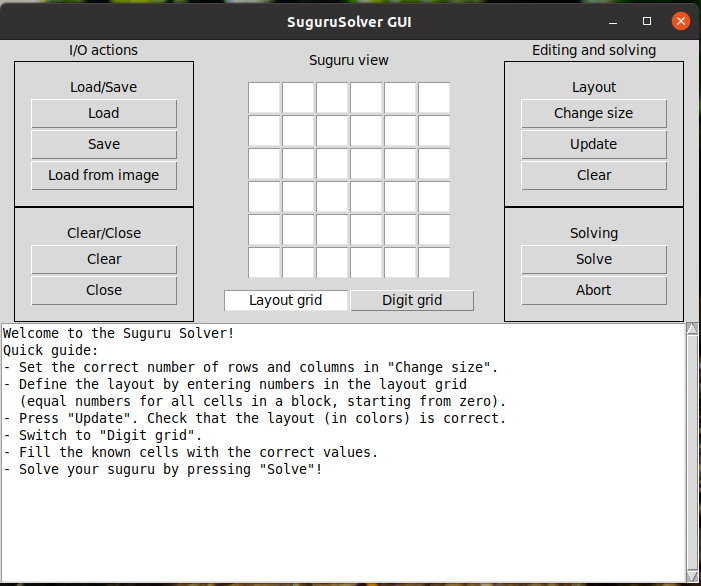 SuguruSolver GUI
I/O actions
Load/Save
Load
Save
Load from image
Clear/Close
Clear
Close
Suguru view
Layout grid
Digit grid
Editing and solving
Layout
Change size
Update
Clear
Solving
Solve
Abort
Welcome to the Suguru Solver!
Quick guide:
- Set the correct number of rows and columns in "Change size".
- Define the layout by entering numbers in the layout grid
(equal numbers for all cells in a block, starting from zero).
- Press "Update". Check that the layout (in colors) is correct.
- Switch to "Digit grid".
- Fill the known cells with the correct values.
- Solve your suguru by pressing "Solve"!